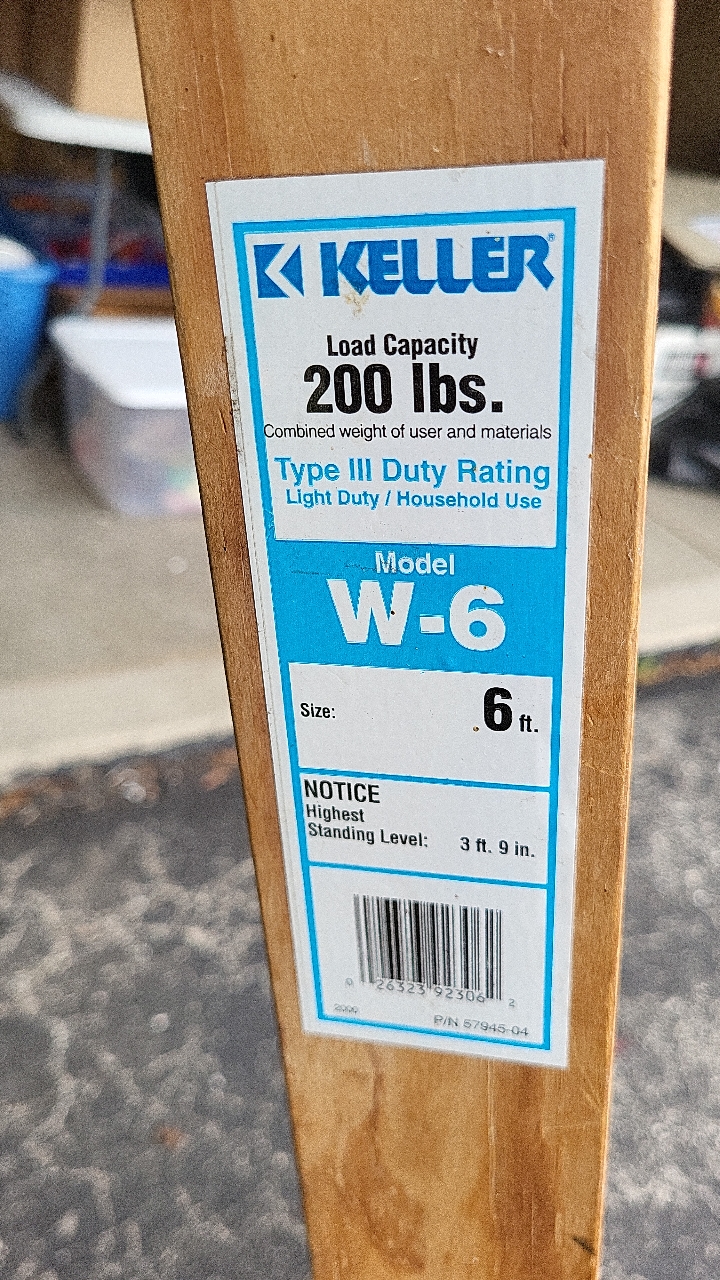 KELLER®
Load Capacity
200 lbs.
Combined weight of user and materials
Type III Duty Rating
Light Duty / Household Use
Model
W-6
Size: 6 ft.
NOTICE
Highest
Standing Level: 3 ft. 9 in.
0 26323 92306 2
2000 P/N 57945-04